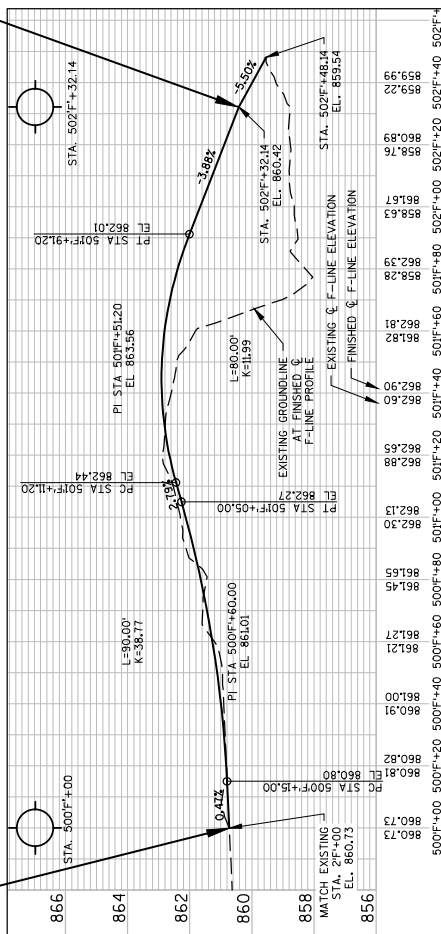 STA. 500'F'+00
STA. 502'F'+32.14
866
864
862
860
858
856
MATCH EXISTING
STA. 2'F'+00
EL. 860.73
0.47%
PC STA 500'F'+15.00
EL 860.80
L=90.00'
K=38.77
PI STA 500'F'+60.00
EL 861.01
PT STA 501'F'+05.00
EL 862.27
2.79%
PC STA 501'F'+11.20
EL 862.44
PI STA 501'F'+51.20
EL 863.56
L=80.00'
K=11.99
EXISTING GROUNDLINE
AT FINISHED ℄
F-LINE PROFILE
PT STA 501'F'+91.20
EL 862.01
-3.88%
STA. 502'F'+32.14
EL. 860.42
-5.50%
STA. 502'F'+48.14
EL. 859.54
EXISTING ℄ F-LINE ELEVATION
FINISHED ℄ F-LINE ELEVATION
860.73 860.73
860.81 860.82
860.91 861.00
861.21 861.27
861.45 861.65
862.30 862.13
862.88 862.65
862.60 862.90
861.82 862.81
858.28 862.39
858.63 861.67
858.76 860.89
859.22 859.99
500'F'+00
500'F'+20
500'F'+40
500'F'+60
500'F'+80
501'F'+00
501'F'+20
501'F'+40
501'F'+60
501'F'+80
502'F'+00
502'F'+20
502'F'+40
502'F'+